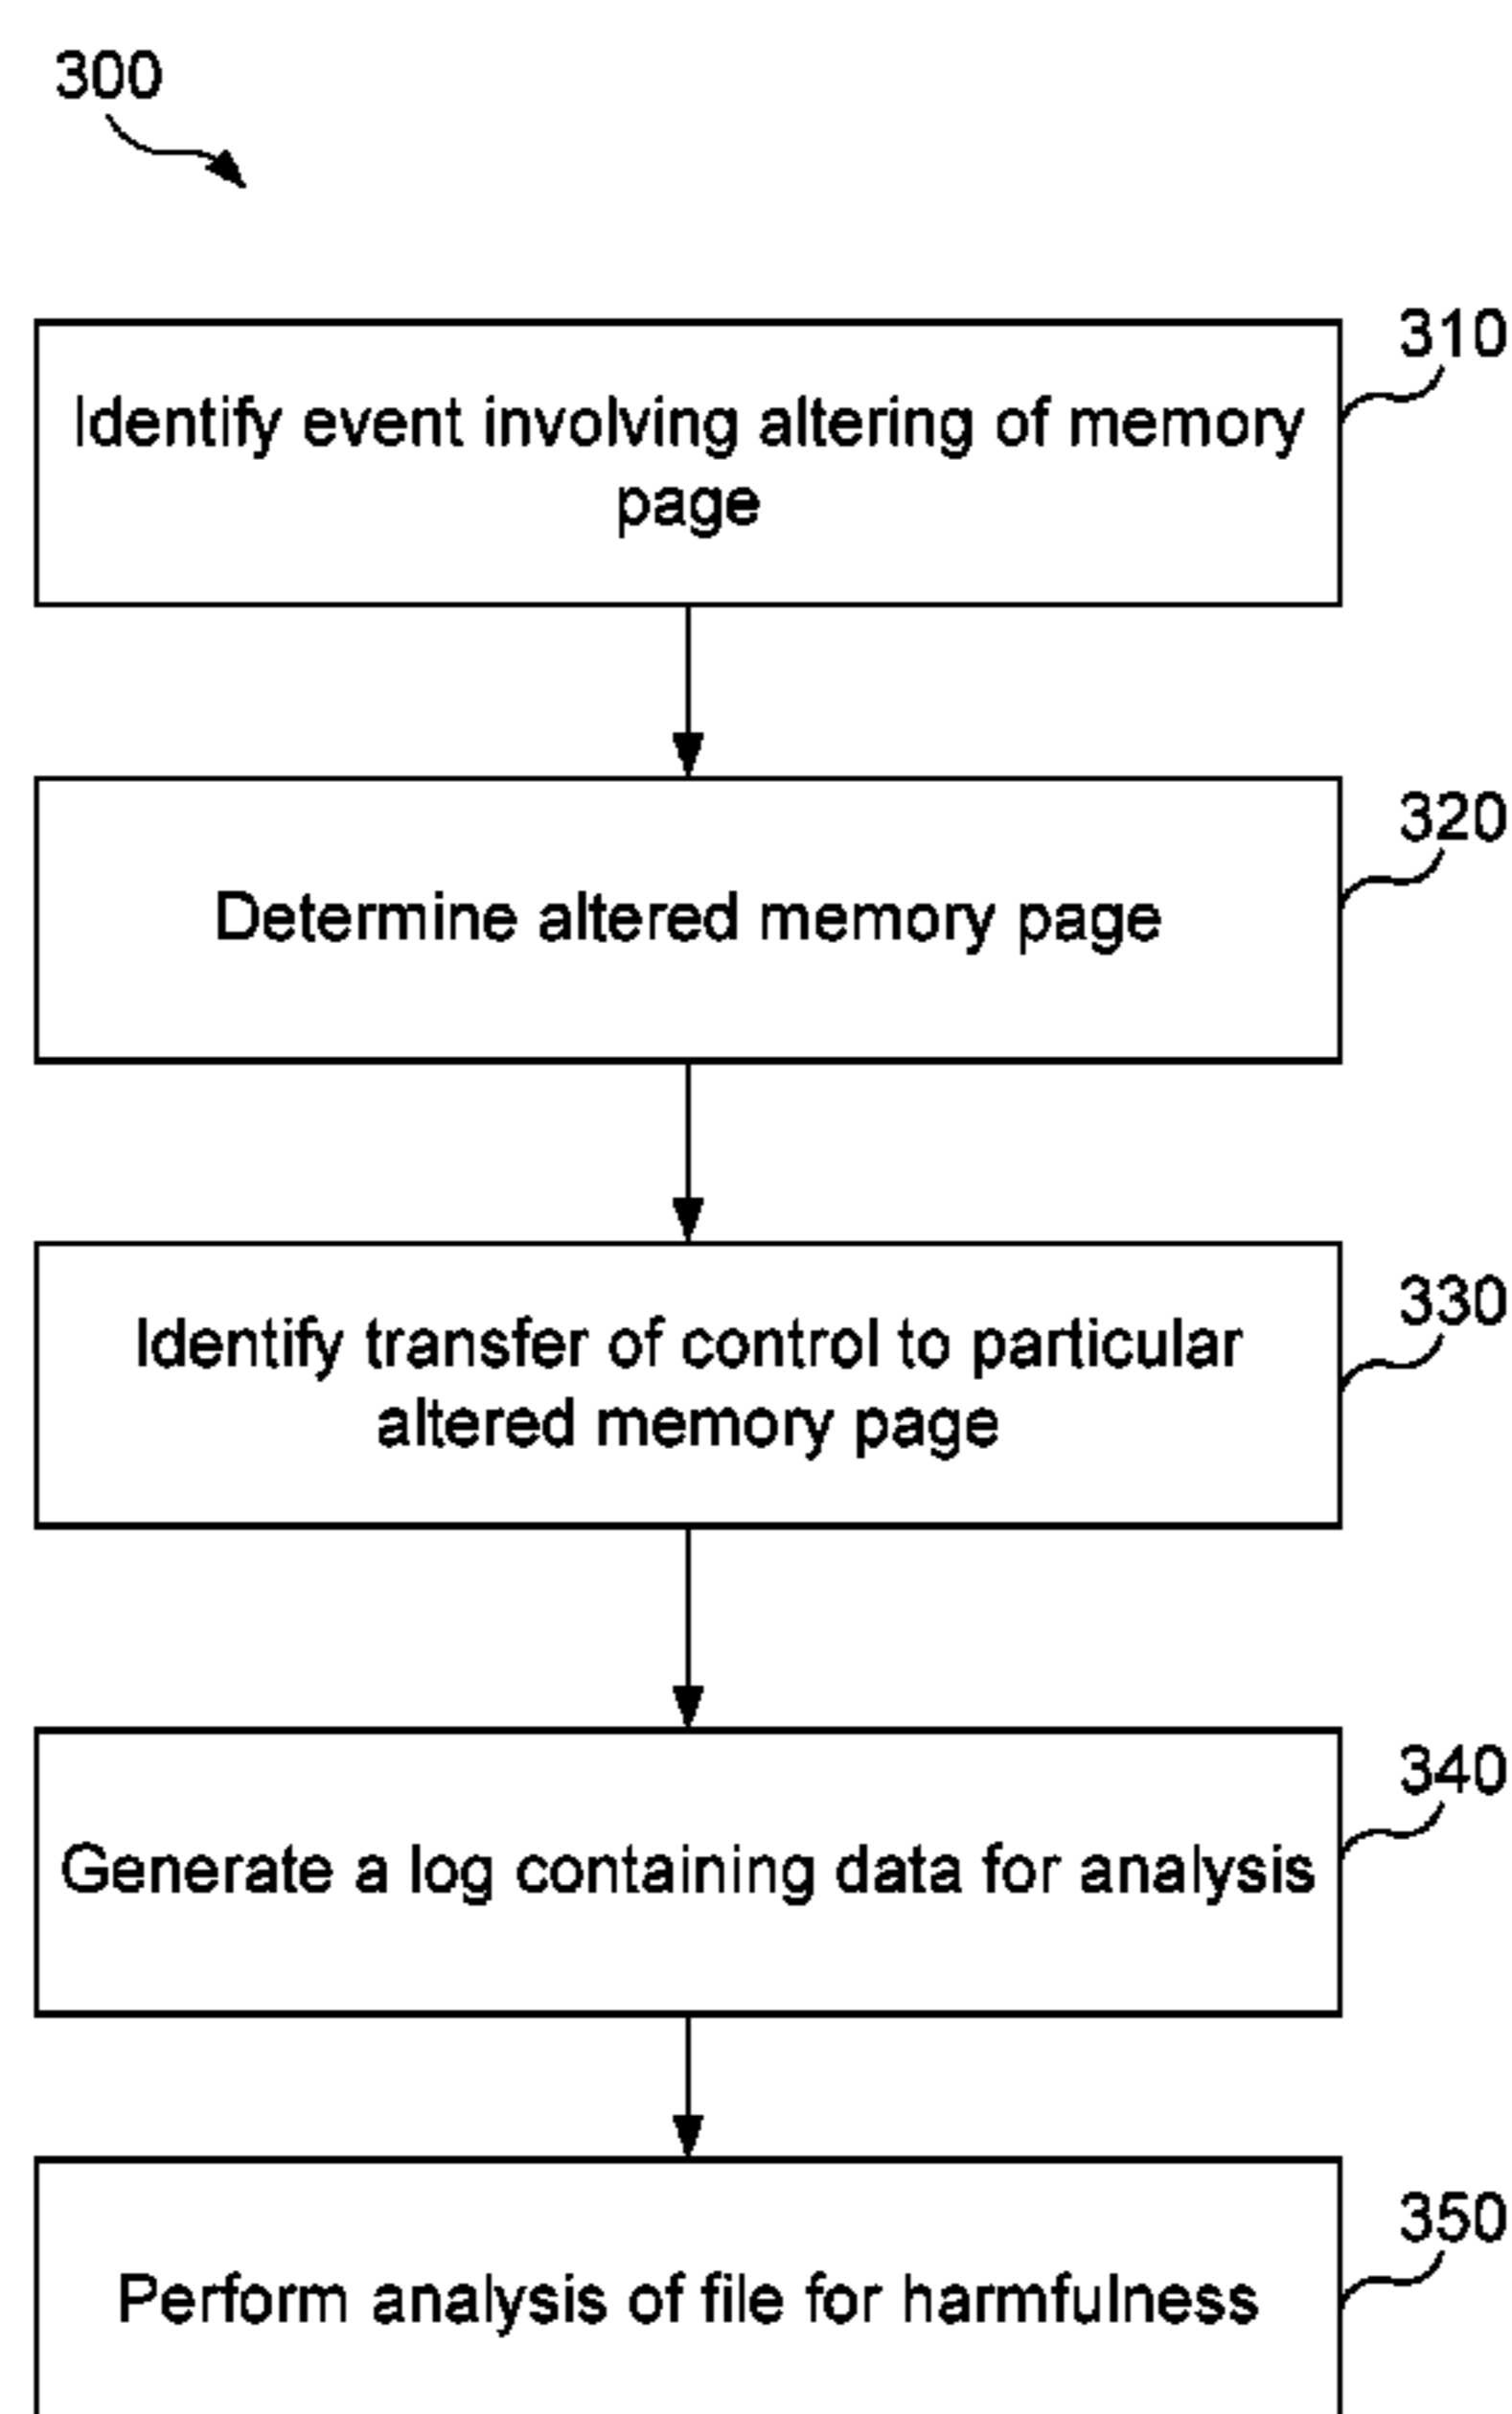 300
310
Identify event involving altering of memory
page
320
Determine altered memory page
330
Identify transfer of control to particular
altered memory page
340
Generate a log containing data for analysis
350
Perform analysis of file for harmfulness